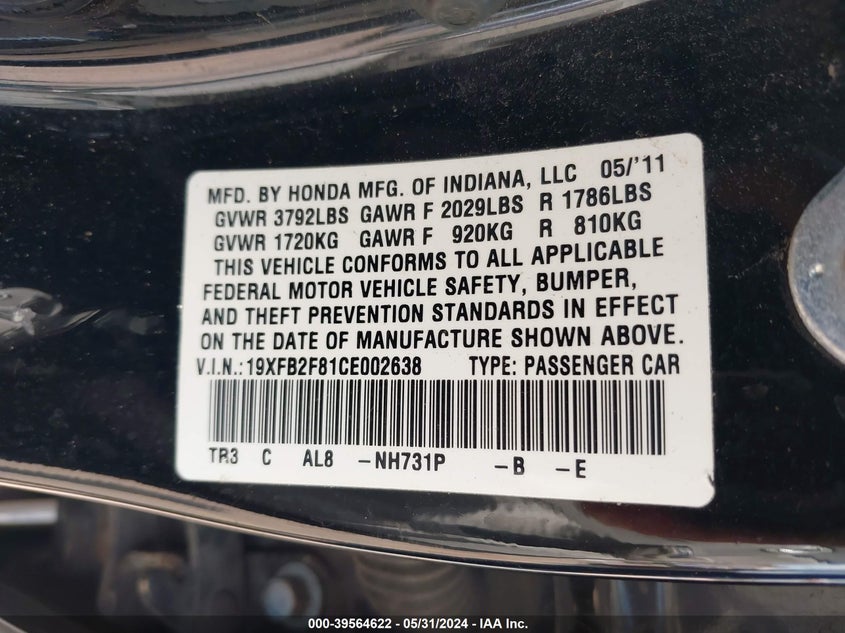 MFD. BY HONDA MFG. OF INDIANA, LLC 05/'11
GVWR 3792LBS GAWR F 2029LBS R 1786LBS
GVWR 1720KG GAWR F 920KG R 810KG
THIS VEHICLE CONFORMS TO ALL APPLICABLE
FEDERAL MOTOR VEHICLE SAFETY, BUMPER,
AND THEFT PREVENTION STANDARDS IN EFFECT
ON THE DATE OF MANUFACTURE SHOWN ABOVE.
V.I.N.:19XFB2F81CE002638 TYPE: PASSENGER CAR
TR3 C AL8 -NH731P -B -E
000-39564622 - 05/31/2024 - IAA Inc.